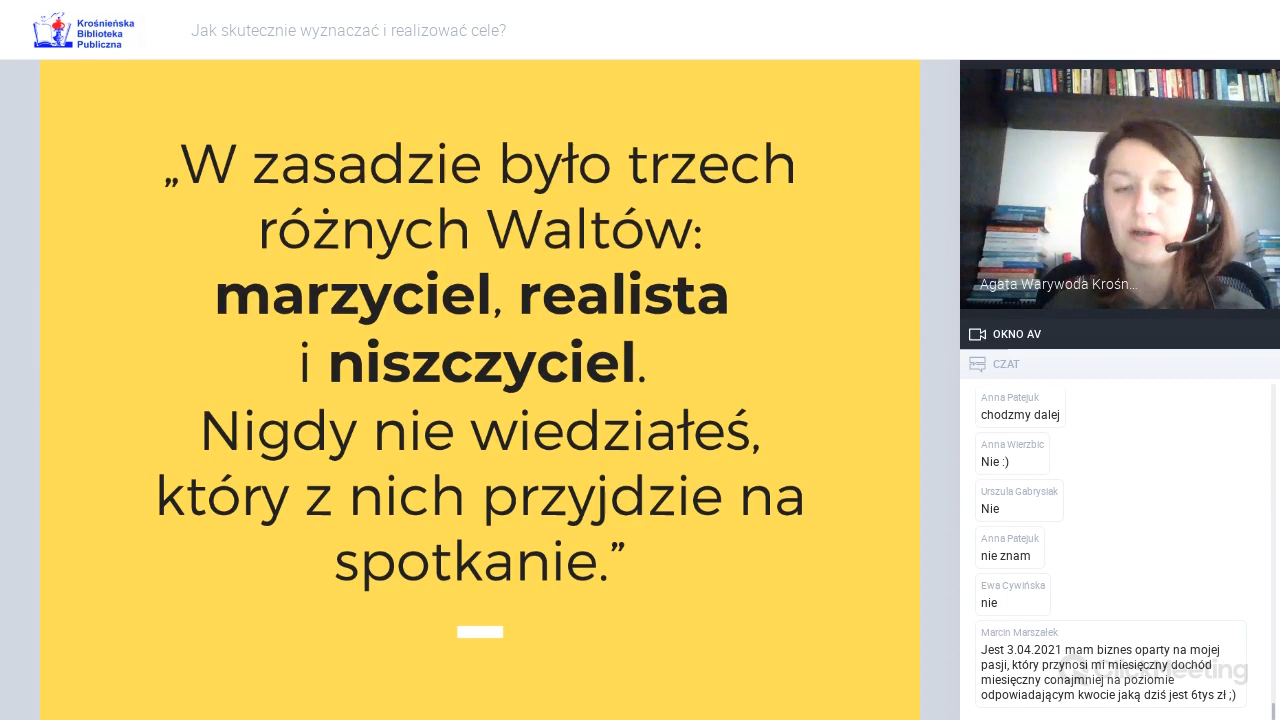 Krośnieńska
Biblioteka
Publiczna
Jak skutecznie wyznaczać i realizować cele?
„W zasadzie było trzech
różnych Waltów:
marzyciel, realista
i niszczyciel.
Nigdy nie wiedziałeś,
który z nich przyjdzie na
spotkanie.”
Agata Warywoda Krośn...
OKNO AV
CZAT
Anna Patejuk
chodzmy dalej
Anna Wierzbic
Nie :)
Urszula Gabrysiak
Nie
Anna Patejuk
nie znam
Ewa Cywińska
nie
Marcin Marszałek
Jest 3.04.2021 mam biznes oparty na mojej
pasji, który przynosi mi miesięczny dochód
miesięczny conajmniej na poziomie
odpowiadającym kwocie jaką dziś jest 6tys zł ;)
ClickMeeting